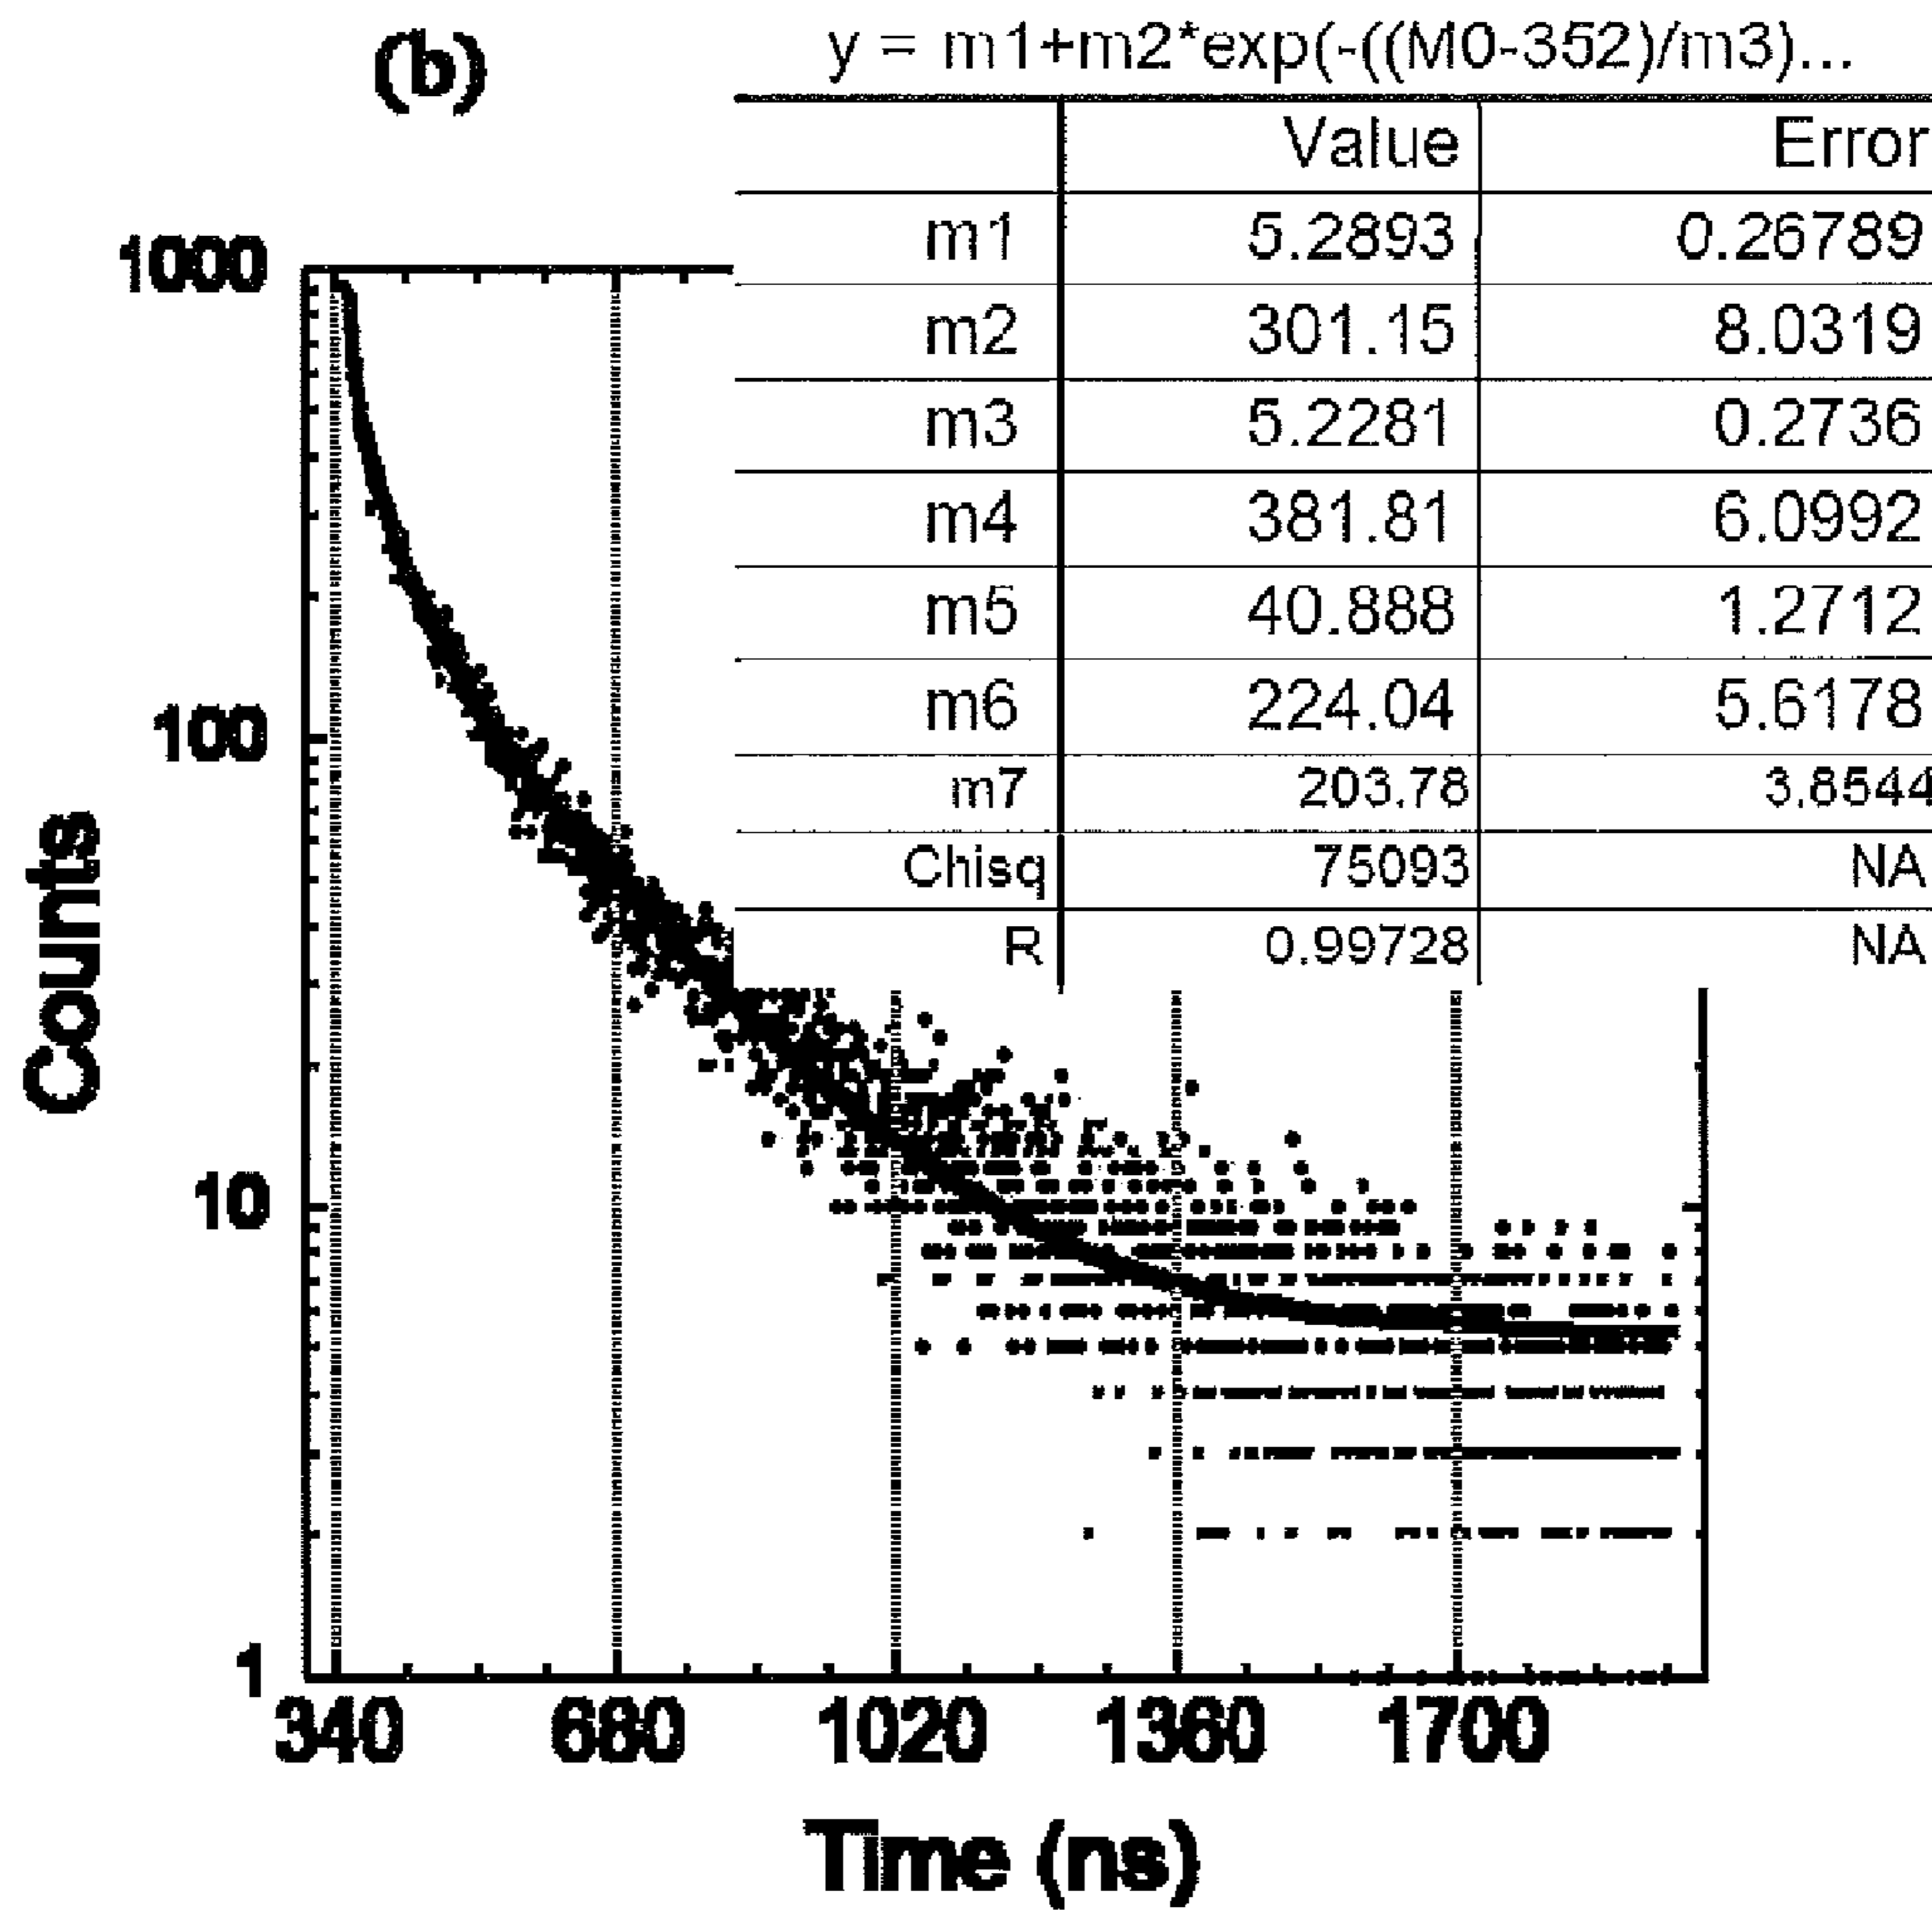 (b)
y = m1+m2*exp(-((M0-352)/m3)...
Value Error
m1 5.2893 0.26789
m2 301.15 8.0319
m3 5.2281 0.2736
m4 381.81 6.0992
m5 40.888 1.2712
m6 224.04 5.6178
m7 203.78 3.8544
Chisq 75093 NA
R 0.99728 NA
1000
100
10
1
Counts
340 680 1020 1360 1700
Time (ns)